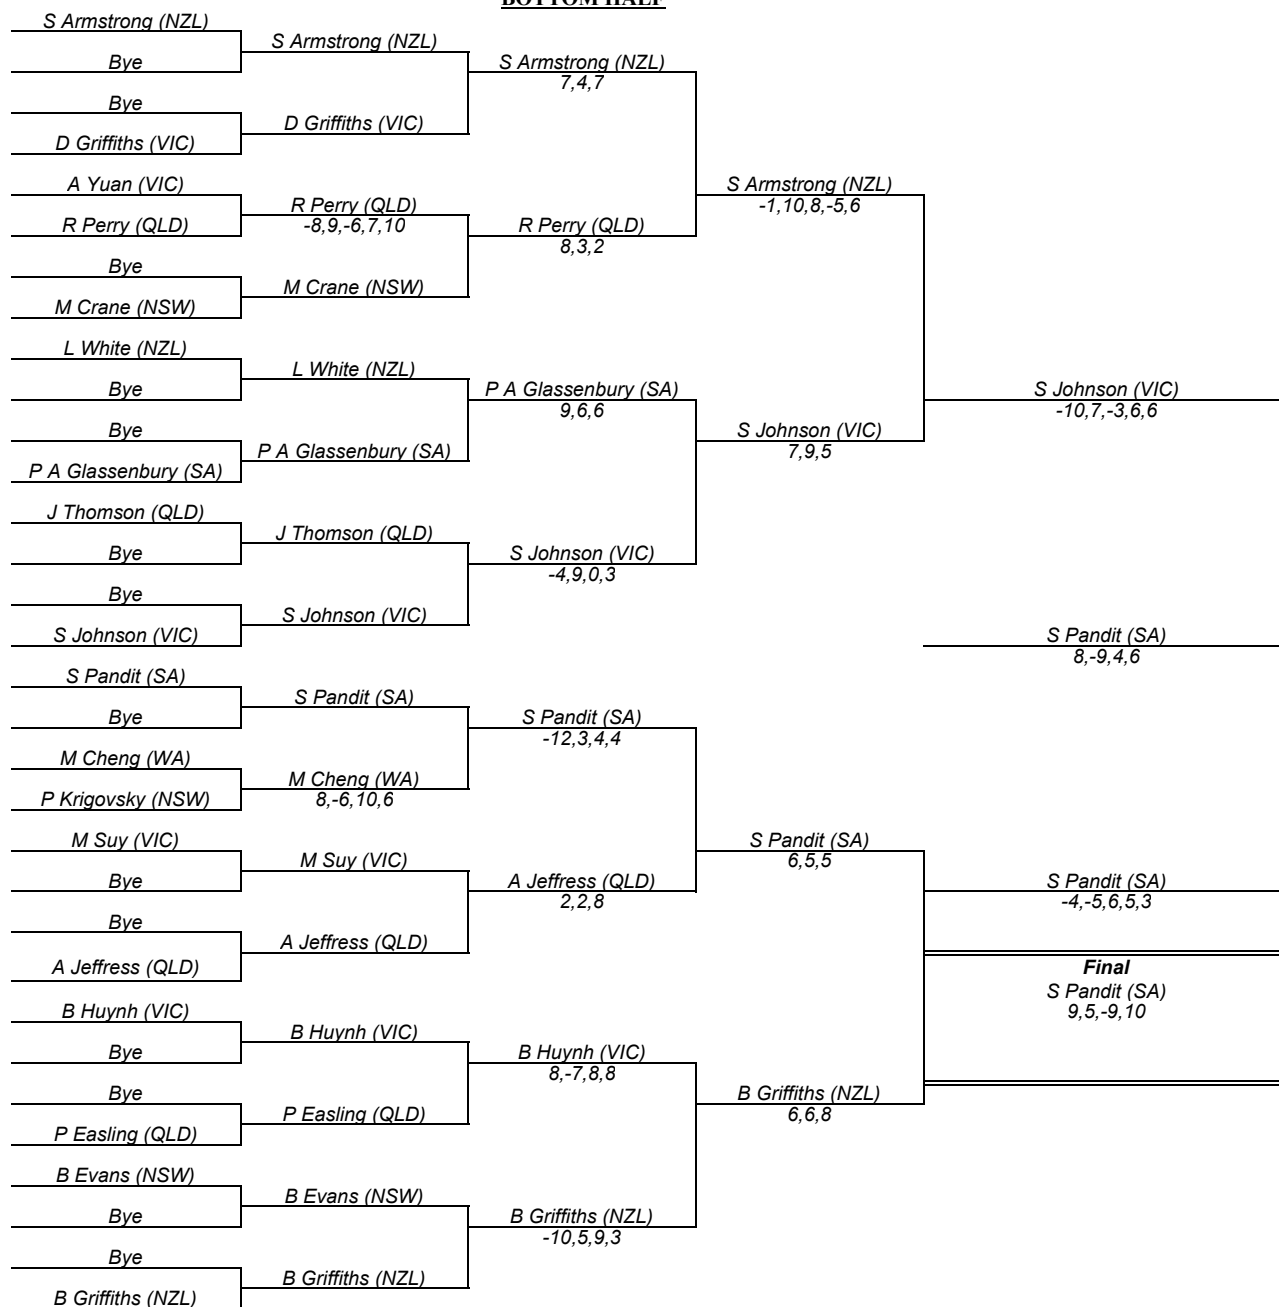 BOTTOM HALF
S Armstrong (NZL)
S Armstrong (NZL)
Bye
S Armstrong (NZL)
7,4,7
Bye
D Griffiths (VIC)
D Griffiths (VIC)
A Yuan (VIC)
S Armstrong (NZL)
R Perry (QLD)
-1,10,8,-5,6
R Perry (QLD)
-8,9,-6,7,10
R Perry (QLD)
8,3,2
Bye
M Crane (NSW)
M Crane (NSW)
L White (NZL)
L White (NZL)
Bye
P A Glassenbury (SA)
S Johnson (VIC)
9,6,6
-10,7,-3,6,6
Bye
S Johnson (VIC)
P A Glassenbury (SA)
7,9,5
P A Glassenbury (SA)
J Thomson (QLD)
J Thomson (QLD)
Bye
S Johnson (VIC)
-4,9,0,3
Bye
S Johnson (VIC)
S Johnson (VIC)
S Pandit (SA)
8,-9,4,6
S Pandit (SA)
S Pandit (SA)
Bye
S Pandit (SA)
-12,3,4,4
M Cheng (WA)
M Cheng (WA)
P Krigovsky (NSW)
8,-6,10,6
M Suy (VIC)
S Pandit (SA)
M Suy (VIC)
6,5,5
Bye
A Jeffress (QLD)
S Pandit (SA)
2,2,8
-4,-5,6,5,3
Bye
A Jeffress (QLD)
A Jeffress (QLD)
Final
S Pandit (SA)
9,5,-9,10
B Huynh (VIC)
B Huynh (VIC)
Bye
B Huynh (VIC)
8,-7,8,8
Bye
B Griffiths (NZL)
6,6,8
P Easling (QLD)
P Easling (QLD)
B Evans (NSW)
B Evans (NSW)
Bye
B Griffiths (NZL)
-10,5,9,3
Bye
B Griffiths (NZL)
B Griffiths (NZL)